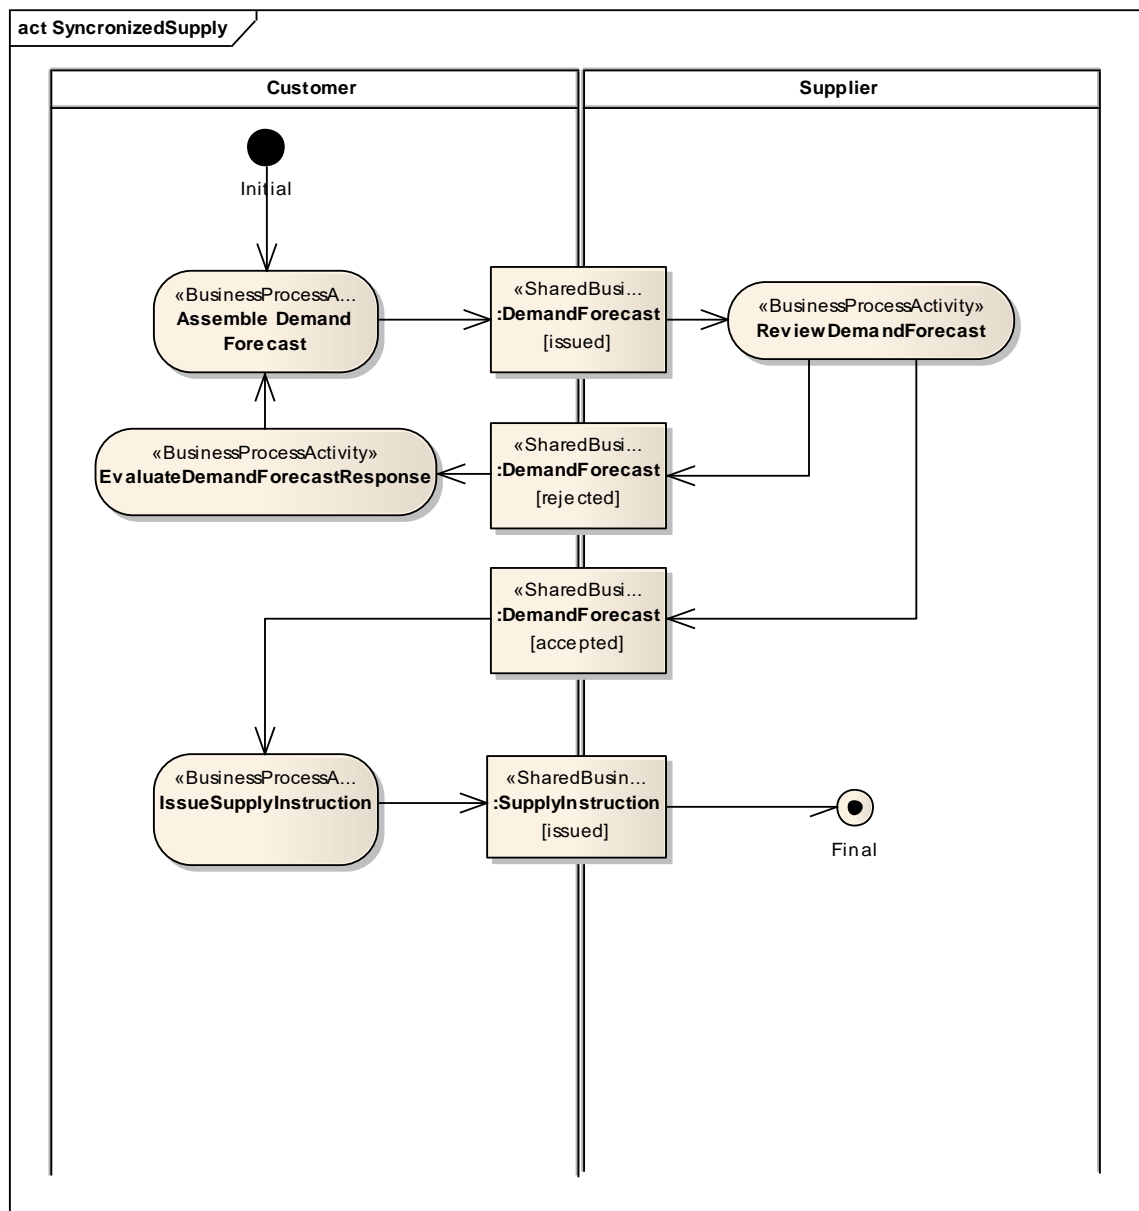 act SyncronizedSupply
Customer
Supplier
Initial
«BusinessProcessA...
Assemble Demand
Forecast
«SharedBusi...
:DemandForecast
[issued]
«BusinessProcessActivity»
ReviewDemandForecast
«BusinessProcessActivity»
EvaluateDemandForecastResponse
«SharedBusi...
:DemandForecast
[rejected]
«SharedBusi...
:DemandForecast
[accepted]
«BusinessProcessA...
IssueSupplyInstruction
«SharedBusin...
:SupplyInstruction
[issued]
Final